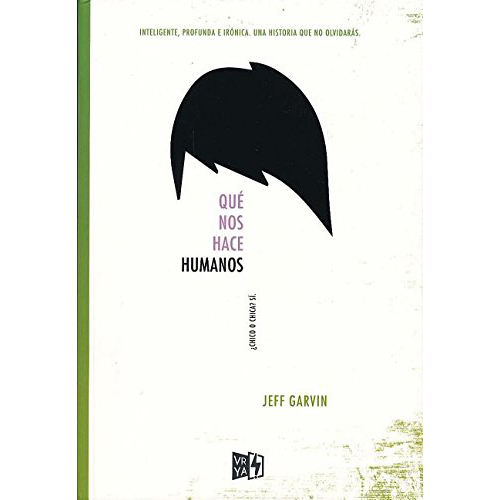 INTELIGENTE, PROFUNDA E IRÓNICA. UNA HISTORIA QUE NO OLVIDARÁS.
QUÉ
NOS
HACE
HUMANOS
¿CHICO O CHICA? SÍ.
JEFF GARVIN
VR
YA